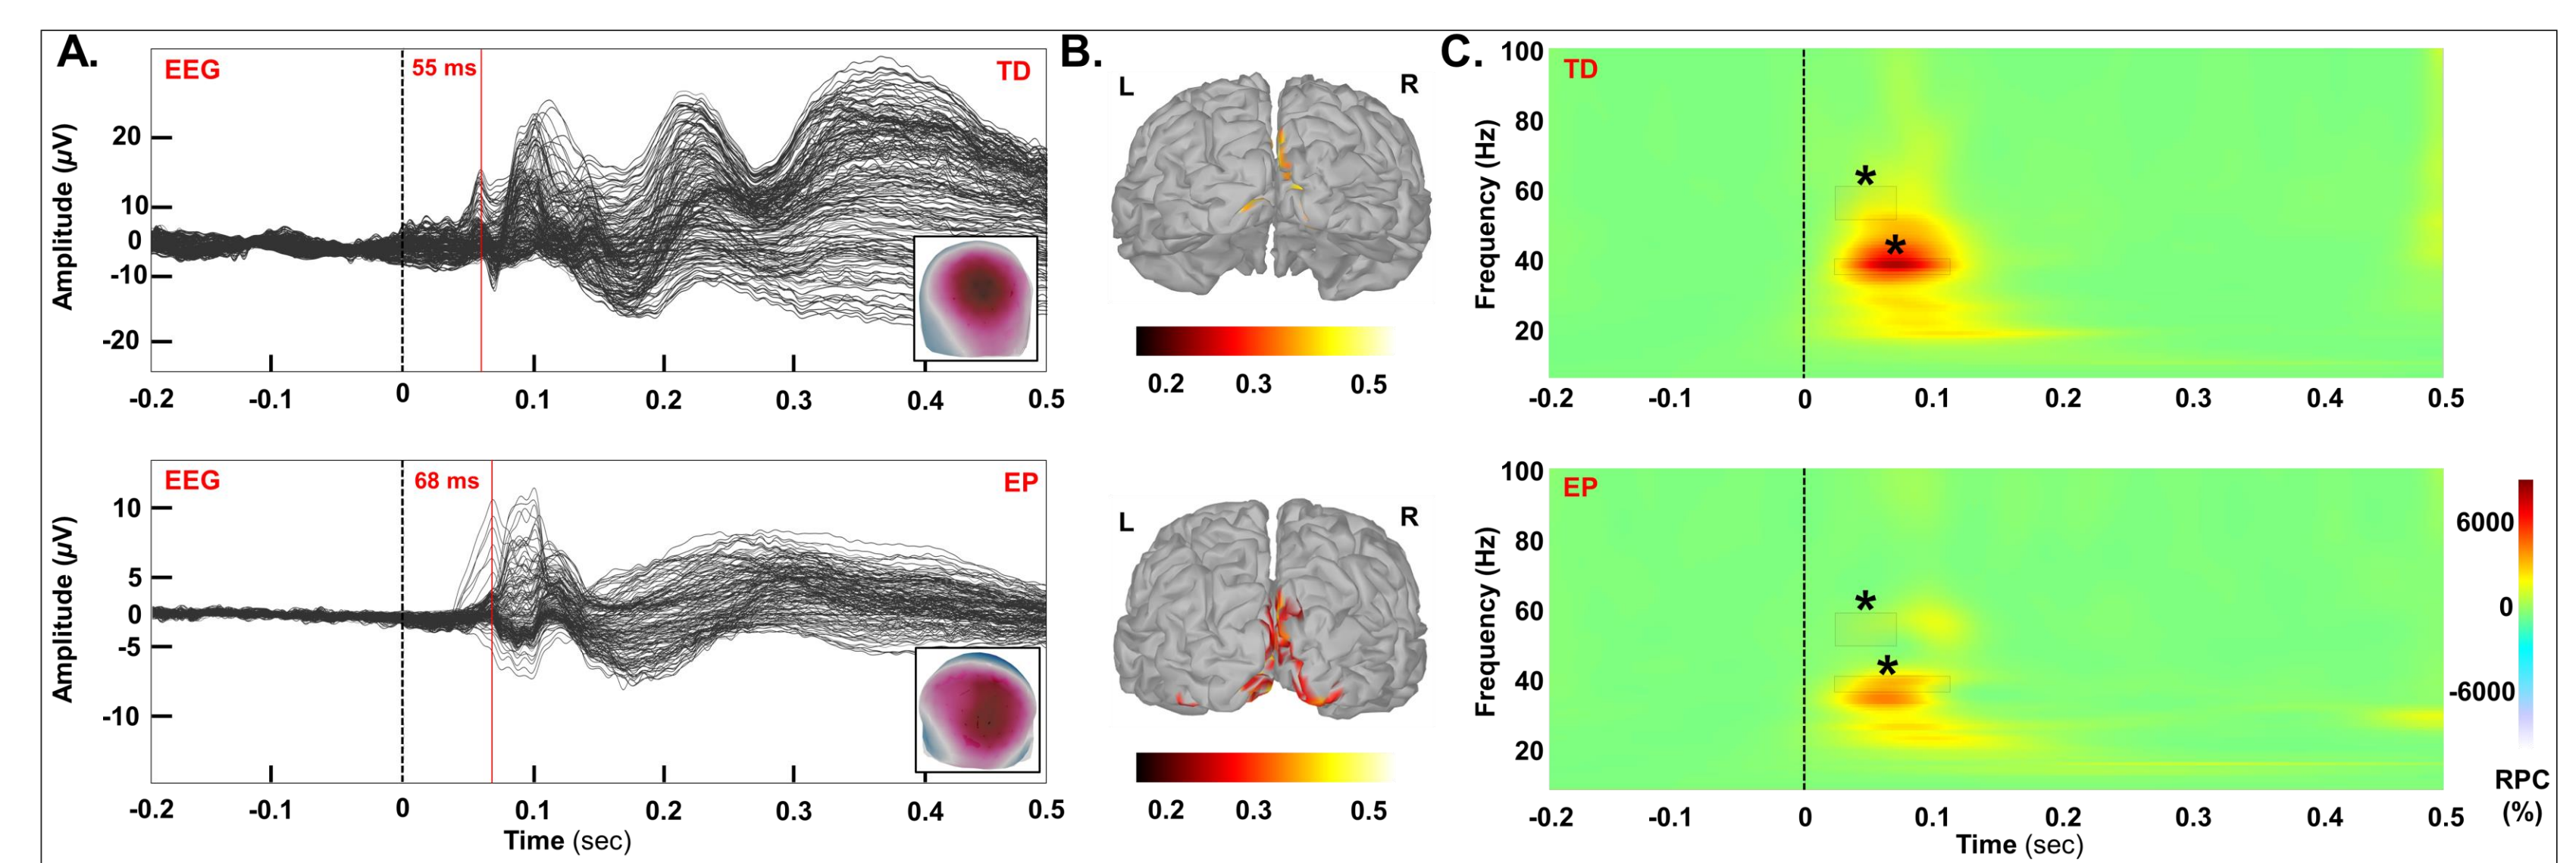 A.
EEG
55 ms
TD
Amplitude (µV)
20
10
0
-10
-20
-0.2 -0.1 0 0.1 0.2 0.3 0.4 0.5
EEG
68 ms
EP
Amplitude (µV)
10
5
0
-5
-10
-0.2 -0.1 0 0.1 0.2 0.3 0.4 0.5
Time (sec)
B.
L R
0.2 0.3 0.5
L R
0.2 0.3 0.5
C.
TD
Frequency (Hz)
100
80
60
40
20
*
*
-0.2 -0.1 0 0.1 0.2 0.3 0.4 0.5
EP
Frequency (Hz)
100
80
60
40
20
*
*
-0.2 -0.1 0 0.1 0.2 0.3 0.4 0.5
Time (sec)
6000
0
-6000
RPC
(%)